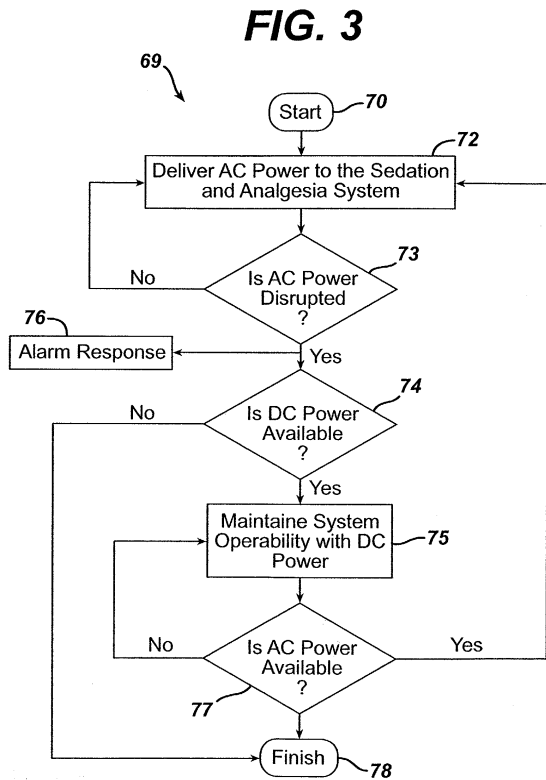 FIG. 3
69
Start
70
72
Deliver AC Power to the Sedation
and Analgesia System
73
Is AC Power
Disrupted
?
No
76
Alarm Response
Yes
74
No
Is DC Power
Available
?
Yes
Maintaine System
Operability with DC
Power
75
No
Is AC Power
Available
?
Yes
77
Finish
78